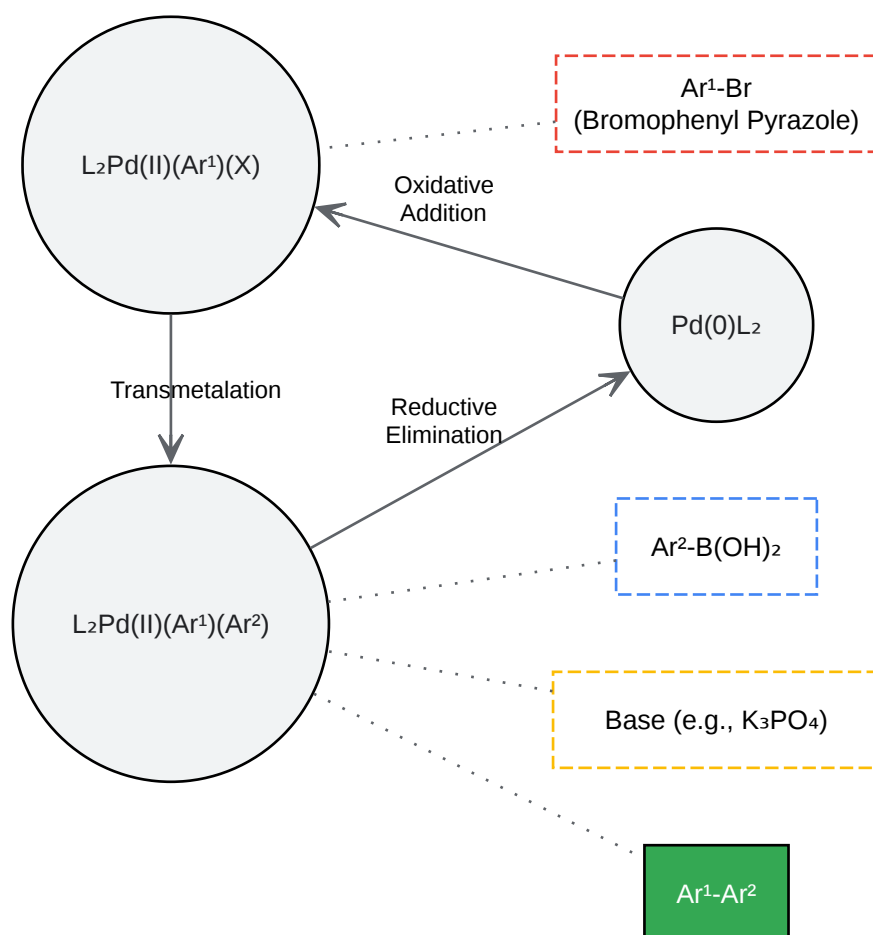 Ar¹-Br
(Bromophenyl Pyrazole)
L₂Pd(II)(Ar¹)(X)
Oxidative
Addition
Pd(0)L₂
Transmetalation
Reductive
Elimination
Ar²-B(OH)₂
L₂Pd(II)(Ar¹)(Ar²)
Base (e.g., K₃PO₄)
Ar¹-Ar²